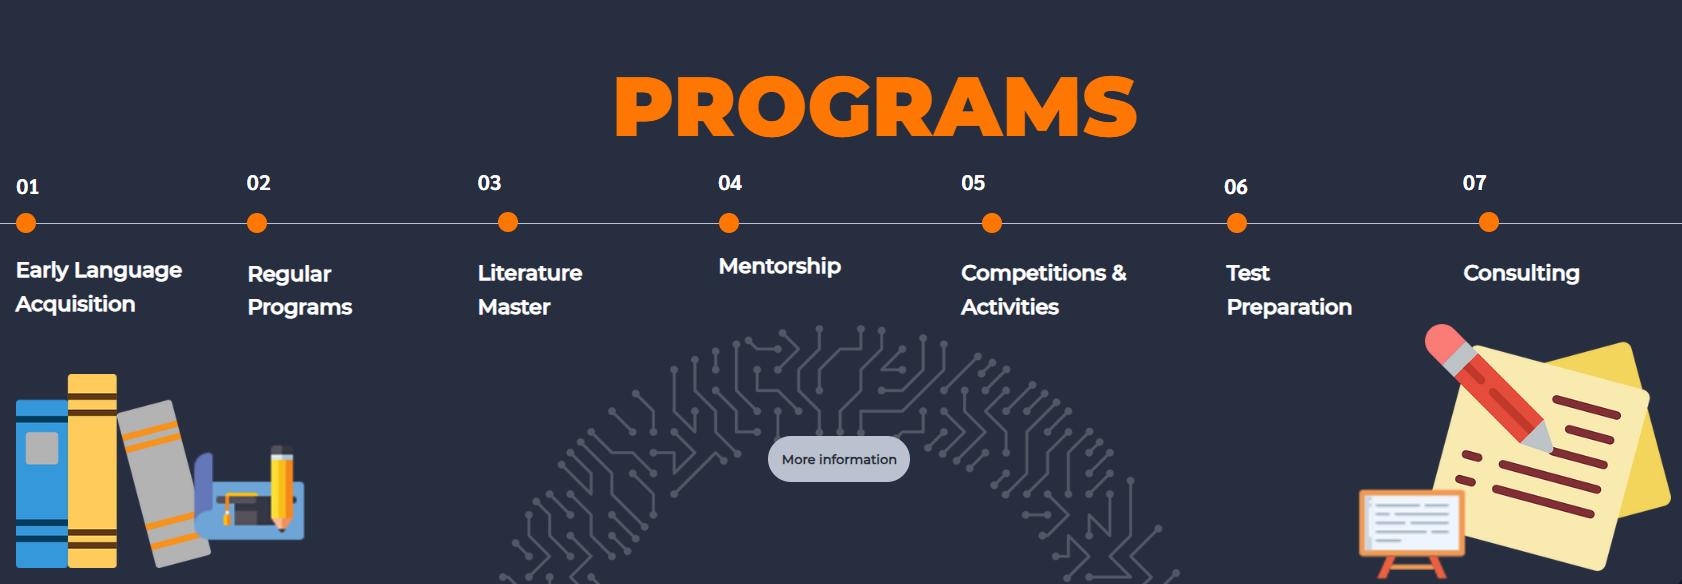 PROGRAMS
01
02
03
04
05
06
07
Early Language
Acquisition
Regular
Programs
Literature
Master
Mentorship
Competitions &
Activities
Test
Preparation
Consulting
More information